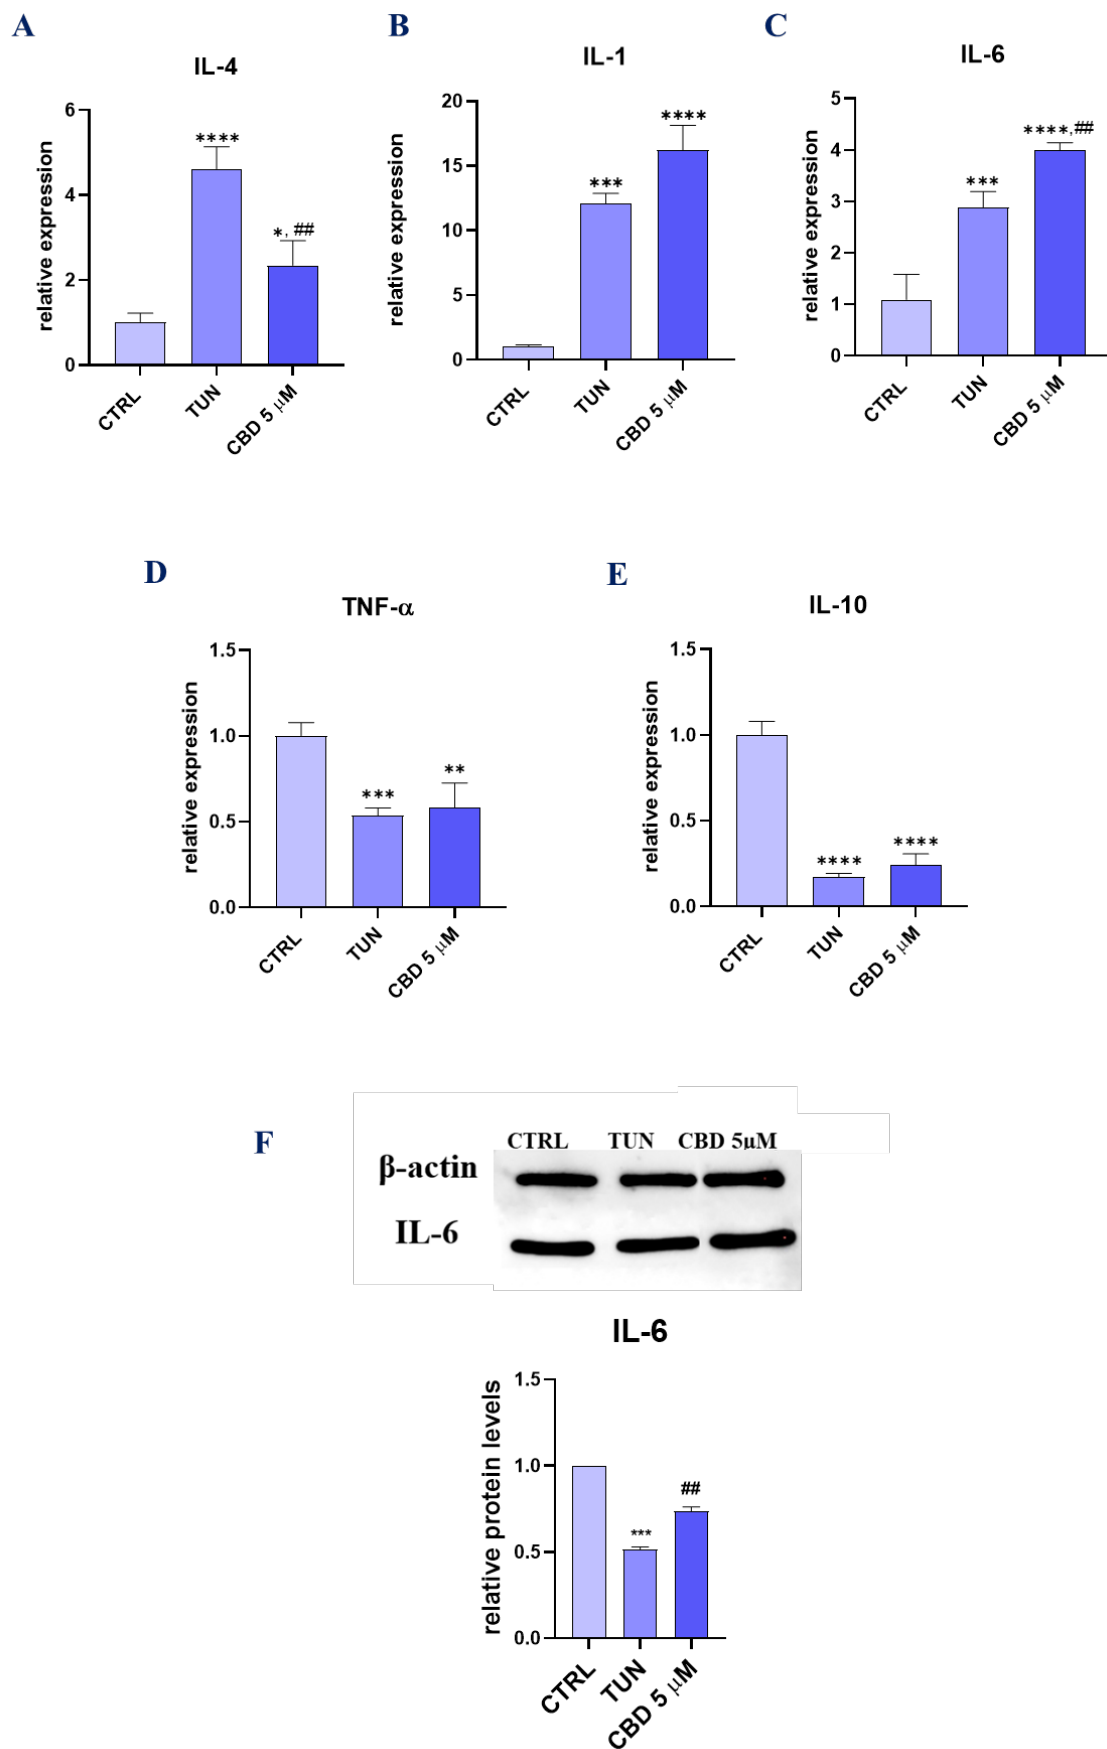 A
IL-4
relative expression
6
4
2
0
****
*, ##
CTRL
TUN
CBD 5 μM
B
IL-1
relative expression
20
15
10
5
0
***
****
CTRL
TUN
CBD 5 μM
C
IL-6
relative expression
5
4
3
2
1
0
***
****,##
CTRL
TUN
CBD 5 μM
D
TNF-α
relative expression
1.5
1.0
0.5
0.0
***
**
CTRL
TUN
CBD 5 μM
E
IL-10
relative expression
1.5
1.0
0.5
0.0
****
****
CTRL
TUN
CBD 5 μM
F
CTRL TUN CBD 5μM
β-actin
IL-6
IL-6
relative protein levels
1.5
1.0
0.5
0.0
***
##
CTRL
TUN
CBD 5 μM